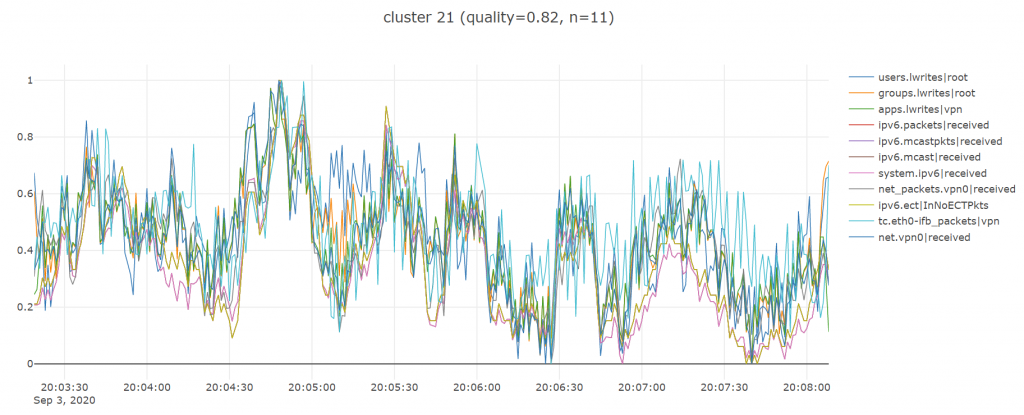 cluster 21 (quality=0.82, n=11)
1
0.8
0.6
0.4
0.2
0
20:03:30 20:04:00 20:04:30 20:05:00 20:05:30 20:06:00 20:06:30 20:07:00 20:07:30 20:08:00
Sep 3, 2020
users.lwrites|root
groups.lwrites|root
apps.lwrites|vpn
ipv6.packets|received
ipv6.mcastpkts|received
ipv6.mcast|received
system.ipv6|received
net_packets.vpn0|received
ipv6.ect|InNoECTPkts
tc.eth0-ifb_packets|vpn
net.vpn0|received